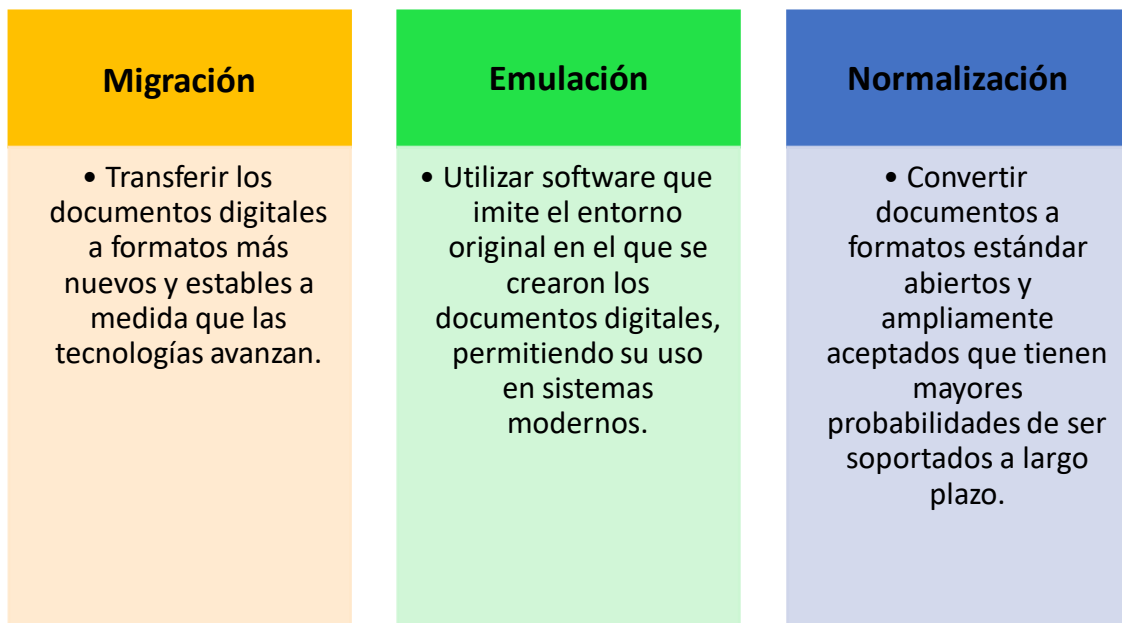 Migración
• Transferir los
documentos digitales
a formatos más
nuevos y estables a
medida que las
tecnologías avanzan.
Emulación
• Utilizar software que
imite el entorno
original en el que se
crearon los
documentos digitales,
permitiendo su uso
en sistemas
modernos.
Normalización
• Convertir
documentos a
formatos estándar
abiertos y
ampliamente
aceptados que tienen
mayores
probabilidades de ser
soportados a largo
plazo.